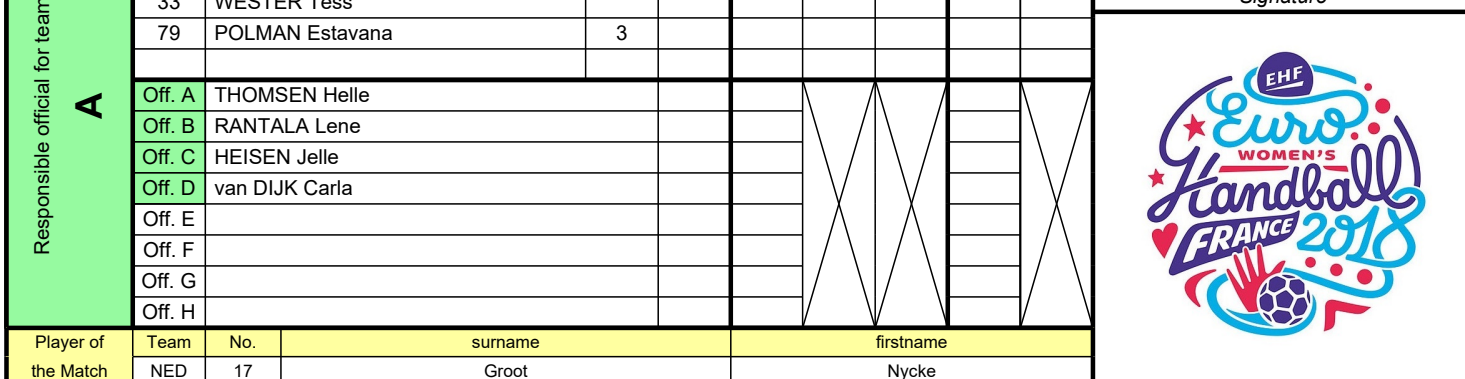 33 WESTER Tess
Signature
79 POLMAN Estavana 3
Responsible official for team
A
Off. A THOMSEN Helle
Off. B RANTALA Lene
Off. C HEISEN Jelle
Off. D van DIJK Carla
Off. E
Off. F
Off. G
Off. H
Player of Team No. surname firstname
the Match NED 17 Groot Nycke
EHF
Euro
WOMEN'S
Handball
FRANCE 2018